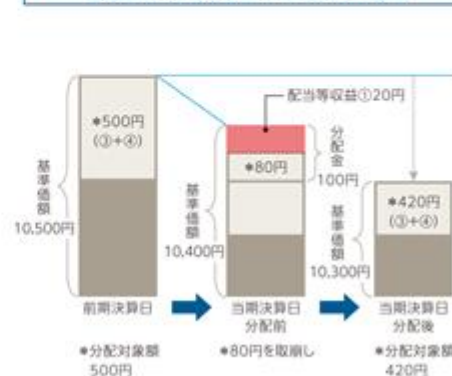 配当等収益①20円
*500円
(③+④)
*80円
分配金
100円
*420円
(③+④)
基準価額
10,500円
基準価額
10,400円
基準価額
10,300円
前期決算日
当期決算日
分配前
当期決算日
分配後
*分配対象額
500円
*80円を取崩し
*分配対象額
420円